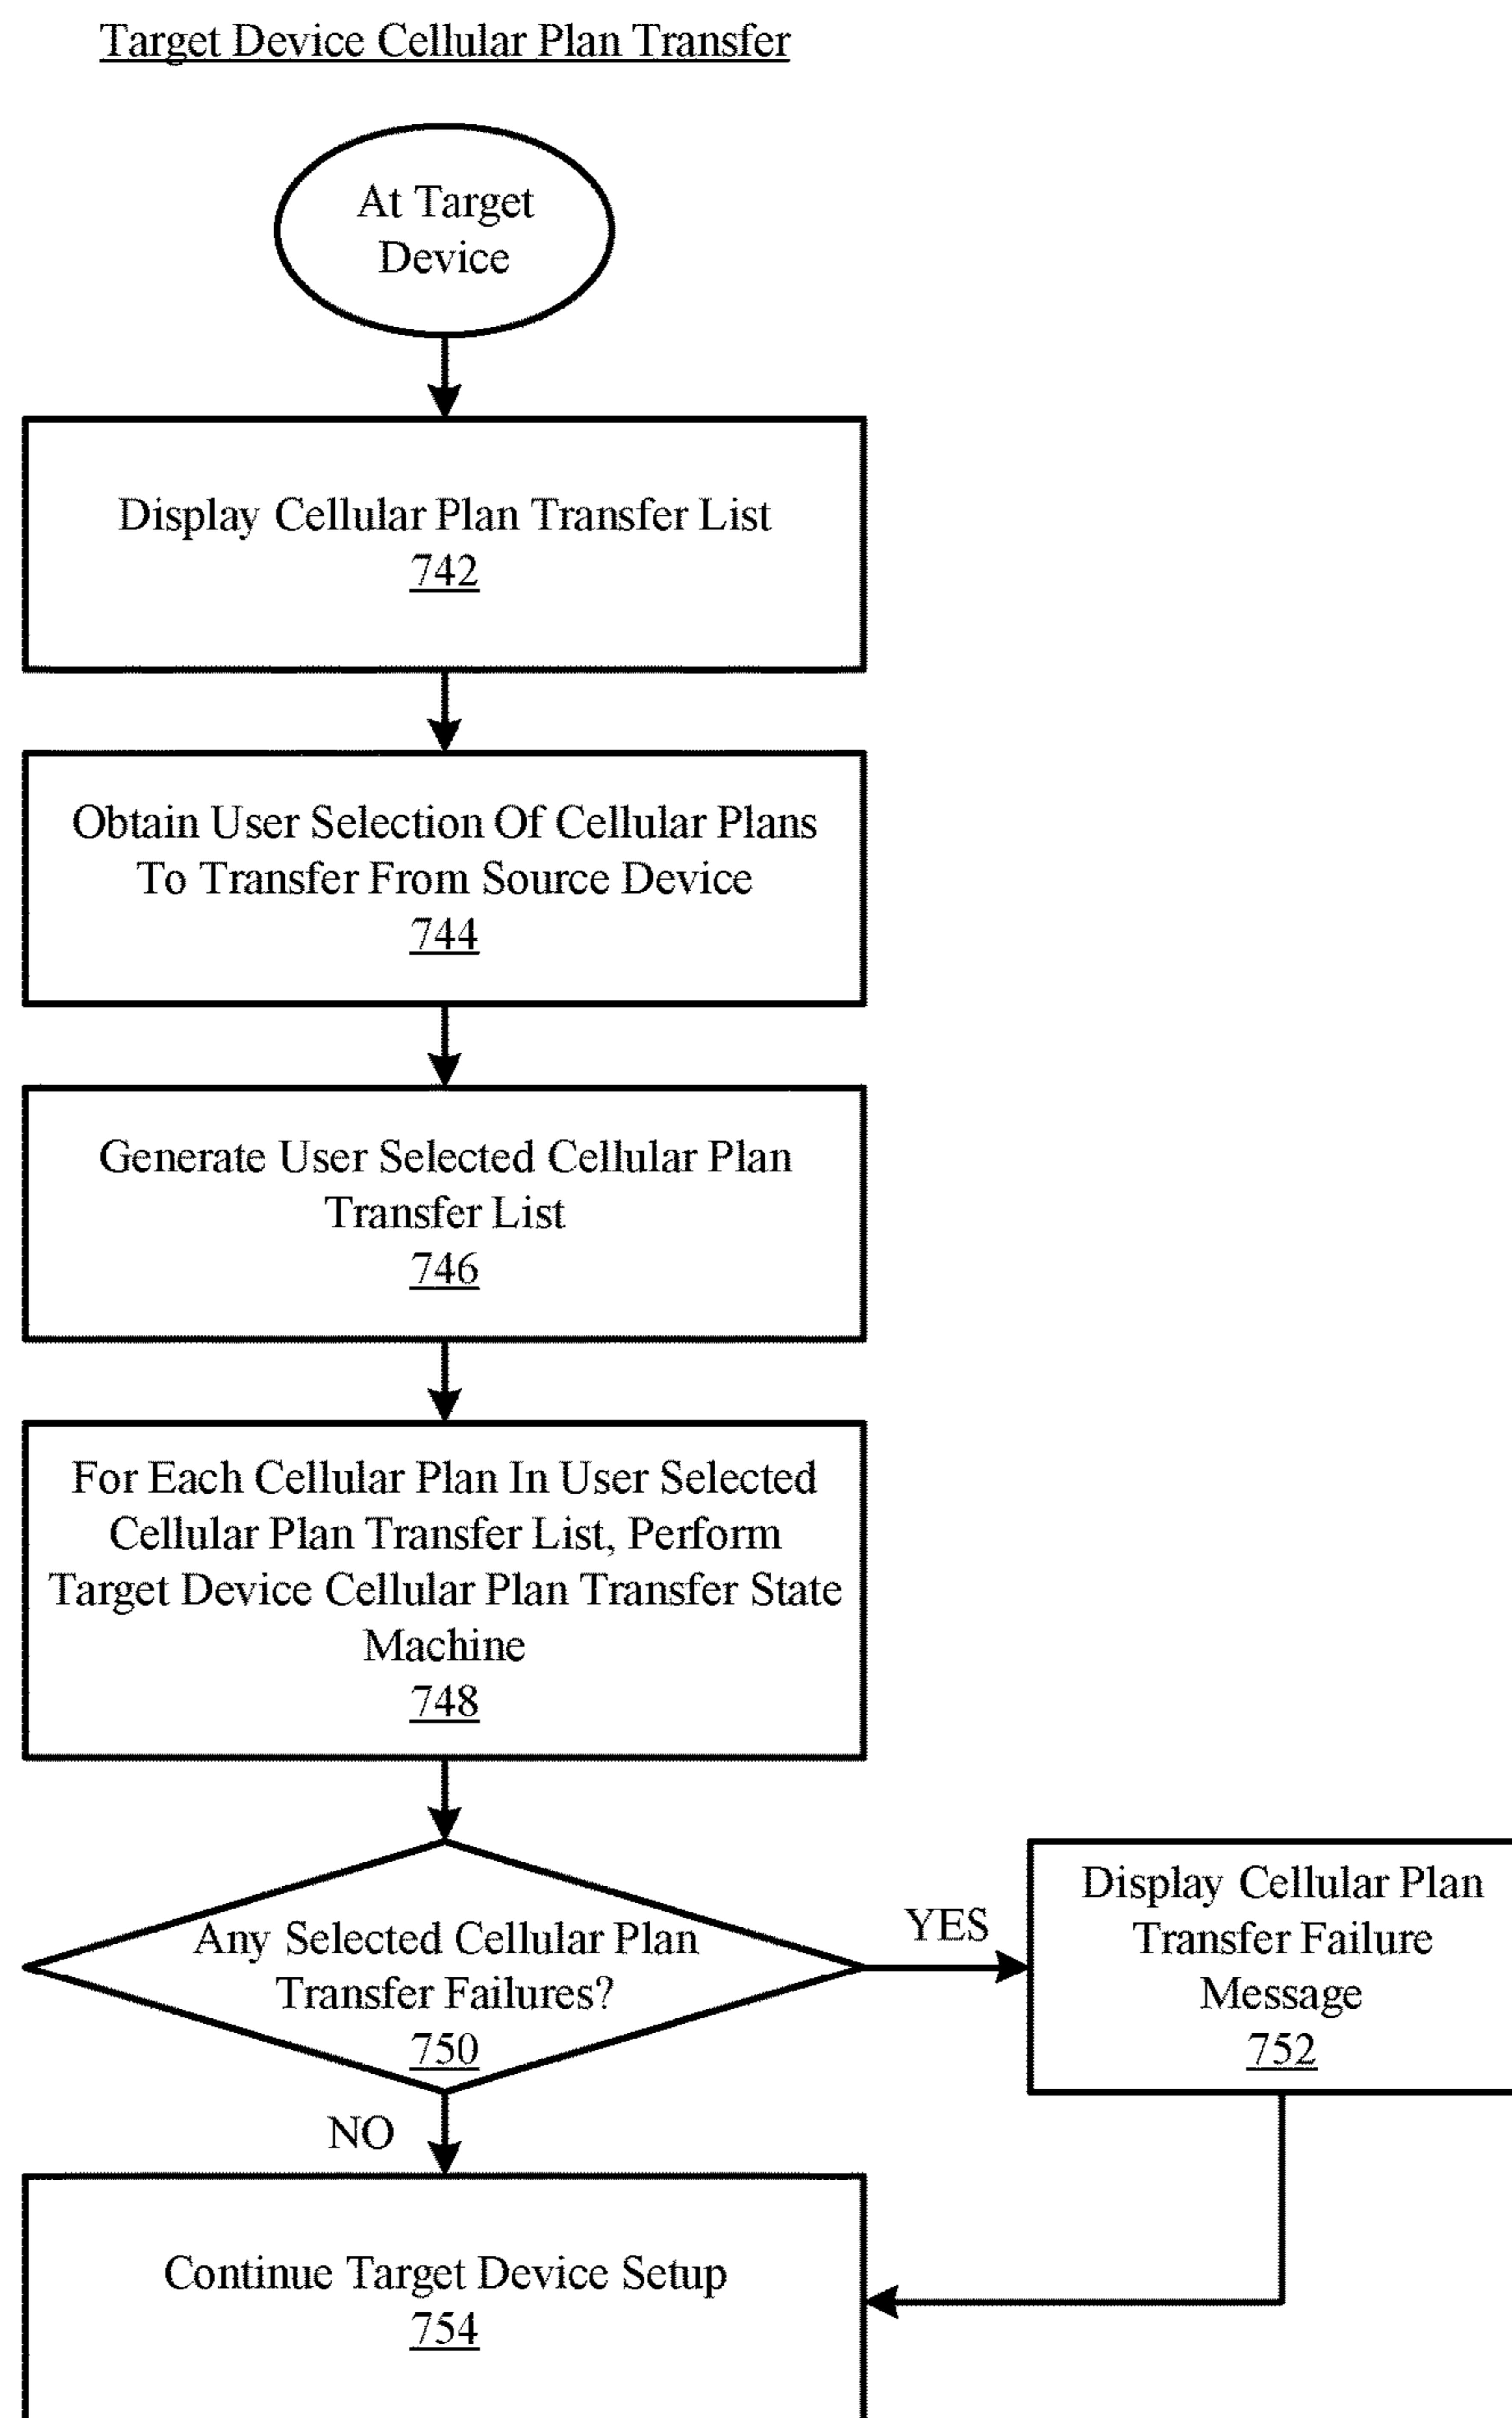 Target Device Cellular Plan Transfer
At Target
Device
Display Cellular Plan Transfer List
742
Obtain User Selection Of Cellular Plans
To Transfer From Source Device
744
Generate User Selected Cellular Plan
Transfer List
746
For Each Cellular Plan In User Selected
Cellular Plan Transfer List, Perform
Target Device Cellular Plan Transfer State
Machine
748
Any Selected Cellular Plan
Transfer Failures?
750
YES
Display Cellular Plan
Transfer Failure
Message
752
NO
Continue Target Device Setup
754